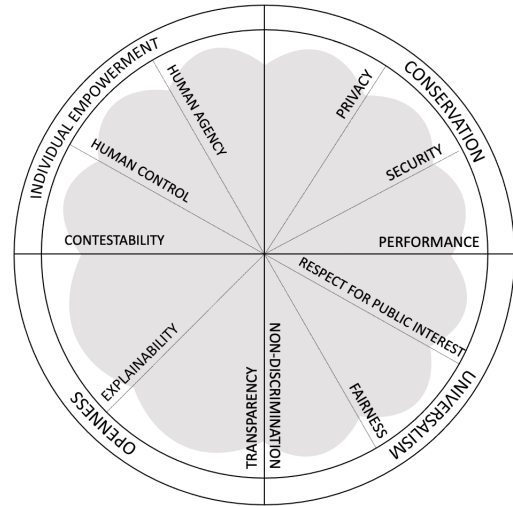 INDIVIDUAL EMPOWERMENT
CONSERVATION
HUMAN AGENCY
PRIVACY
HUMAN CONTROL
SECURITY
CONTESTABILITY
PERFORMANCE
RESPECT FOR PUBLIC INTEREST
EXPLAINABILITY
TRANSPARENCY
NON-DISCRIMINATION
FAIRNESS
OPENNESS
UNIVERSALISM